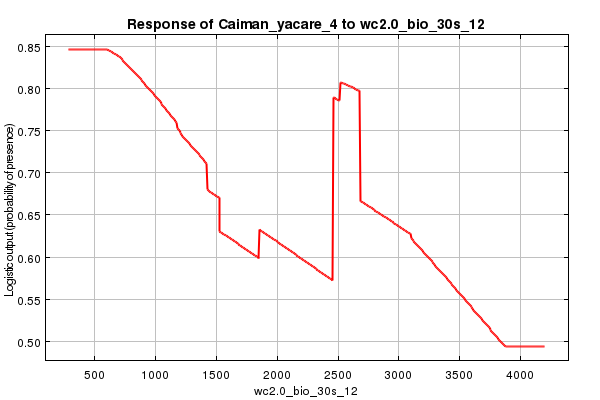 Response of Caiman_yacare_4 to wc2.0_bio_30s_12
Logistic output (probability of presence)
0.85
0.80
0.75
0.70
0.65
0.60
0.55
0.50
500 1000 1500 2000 2500 3000 3500 4000
wc2.0_bio_30s_12